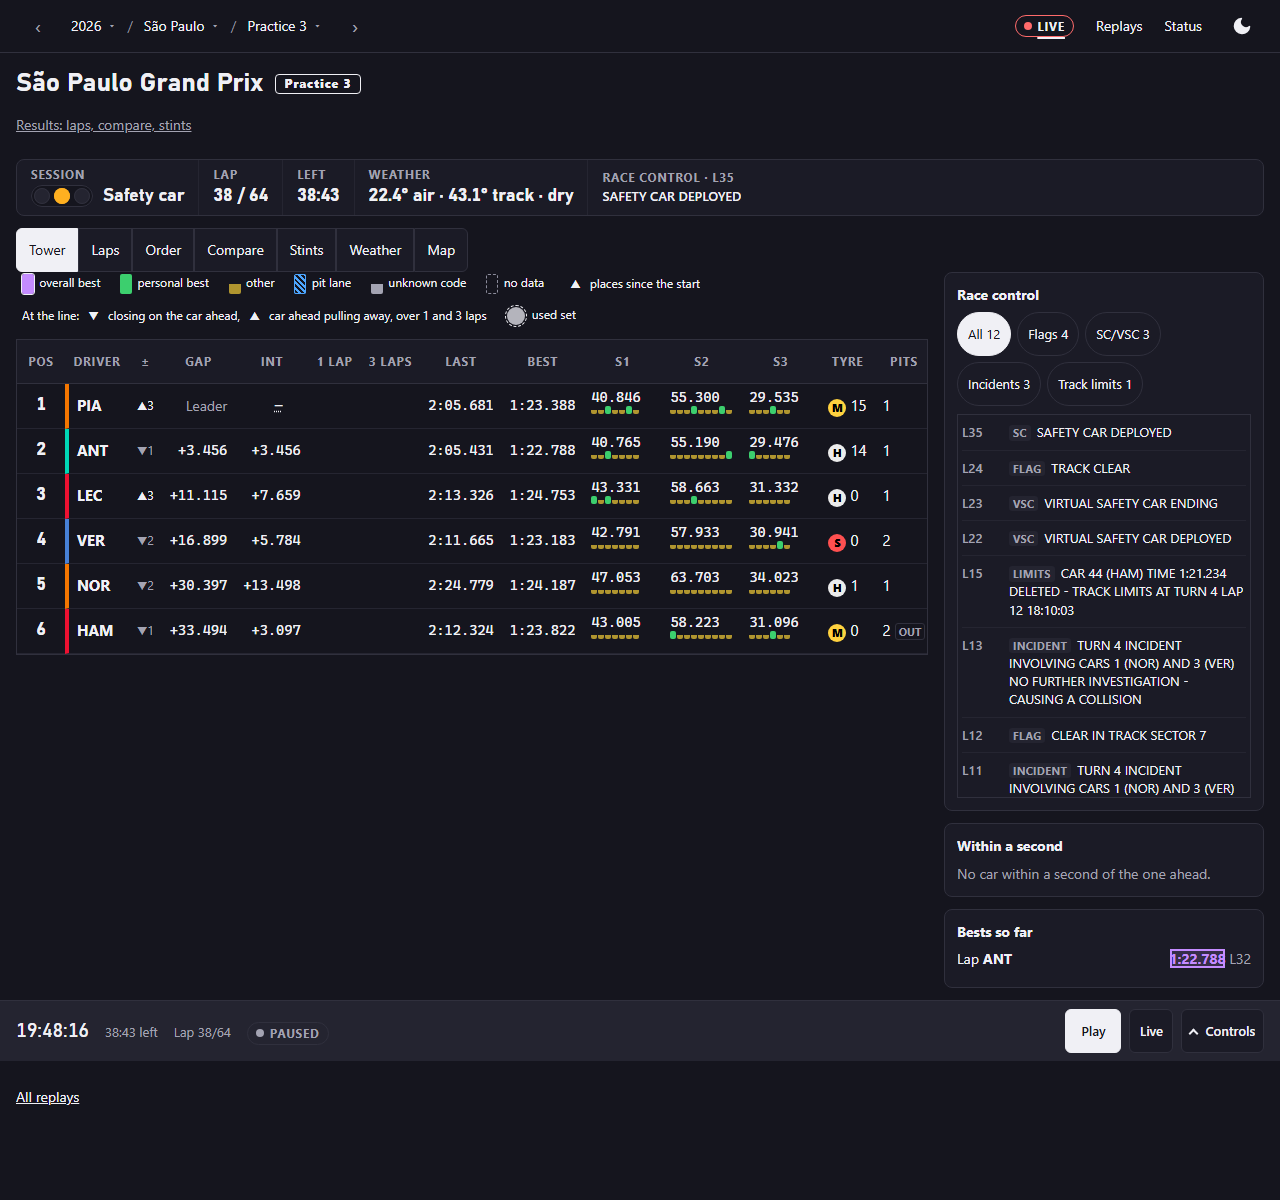 ‹ 2026 / São Paulo / Practice 3 › LIVE Replays Status
São Paulo Grand Prix Practice 3
Results: laps, compare, stints
SESSION LAP LEFT WEATHER RACE CONTROL · L35
Safety car 38 / 64 38:43 22.4° air · 43.1° track · dry SAFETY CAR DEPLOYED
Tower Laps Order Compare Stints Weather Map
overall best personal best other pit lane unknown code no data ▲ places since the start
At the line: ▼ closing on the car ahead, ▲ car ahead pulling away, over 1 and 3 laps used set
POS DRIVER ± GAP INT 1 LAP 3 LAPS LAST BEST S1 S2 S3 TYRE PITS
1 PIA ▲3 Leader – 2:05.681 1:23.388 40.846 55.300 29.535 M 15 1
2 ANT ▼1 +3.456 +3.456 2:05.431 1:22.788 40.765 55.190 29.476 H 14 1
3 LEC ▲3 +11.115 +7.659 2:13.326 1:24.753 43.331 58.663 31.332 H 0 1
4 VER ▼2 +16.899 +5.784 2:11.665 1:23.183 42.791 57.933 30.941 S 0 2
5 NOR ▼2 +30.397 +13.498 2:24.779 1:24.187 47.053 63.703 34.023 H 1 1
6 HAM ▼1 +33.494 +3.097 2:12.324 1:23.822 43.005 58.223 31.096 M 0 2 OUT
Race control
All 12 Flags 4 SC/VSC 3
Incidents 3 Track limits 1
L35 SC SAFETY CAR DEPLOYED
L24 FLAG TRACK CLEAR
L23 VSC VIRTUAL SAFETY CAR ENDING
L22 VSC VIRTUAL SAFETY CAR DEPLOYED
L15 LIMITS CAR 44 (HAM) TIME 1:21.234
DELETED - TRACK LIMITS AT TURN 4 LAP
12 18:10:03
L13 INCIDENT TURN 4 INCIDENT
INVOLVING CARS 1 (NOR) AND 3 (VER)
NO FURTHER INVESTIGATION -
CAUSING A COLLISION
L12 FLAG CLEAR IN TRACK SECTOR 7
L11 INCIDENT TURN 4 INCIDENT
INVOLVING CARS 1 (NOR) AND 3 (VER)
Within a second
No car within a second of the one ahead.
Bests so far
Lap ANT 1:22.788 L32
19:48:16 38:43 left Lap 38/64 PAUSED Play Live Controls
All replays